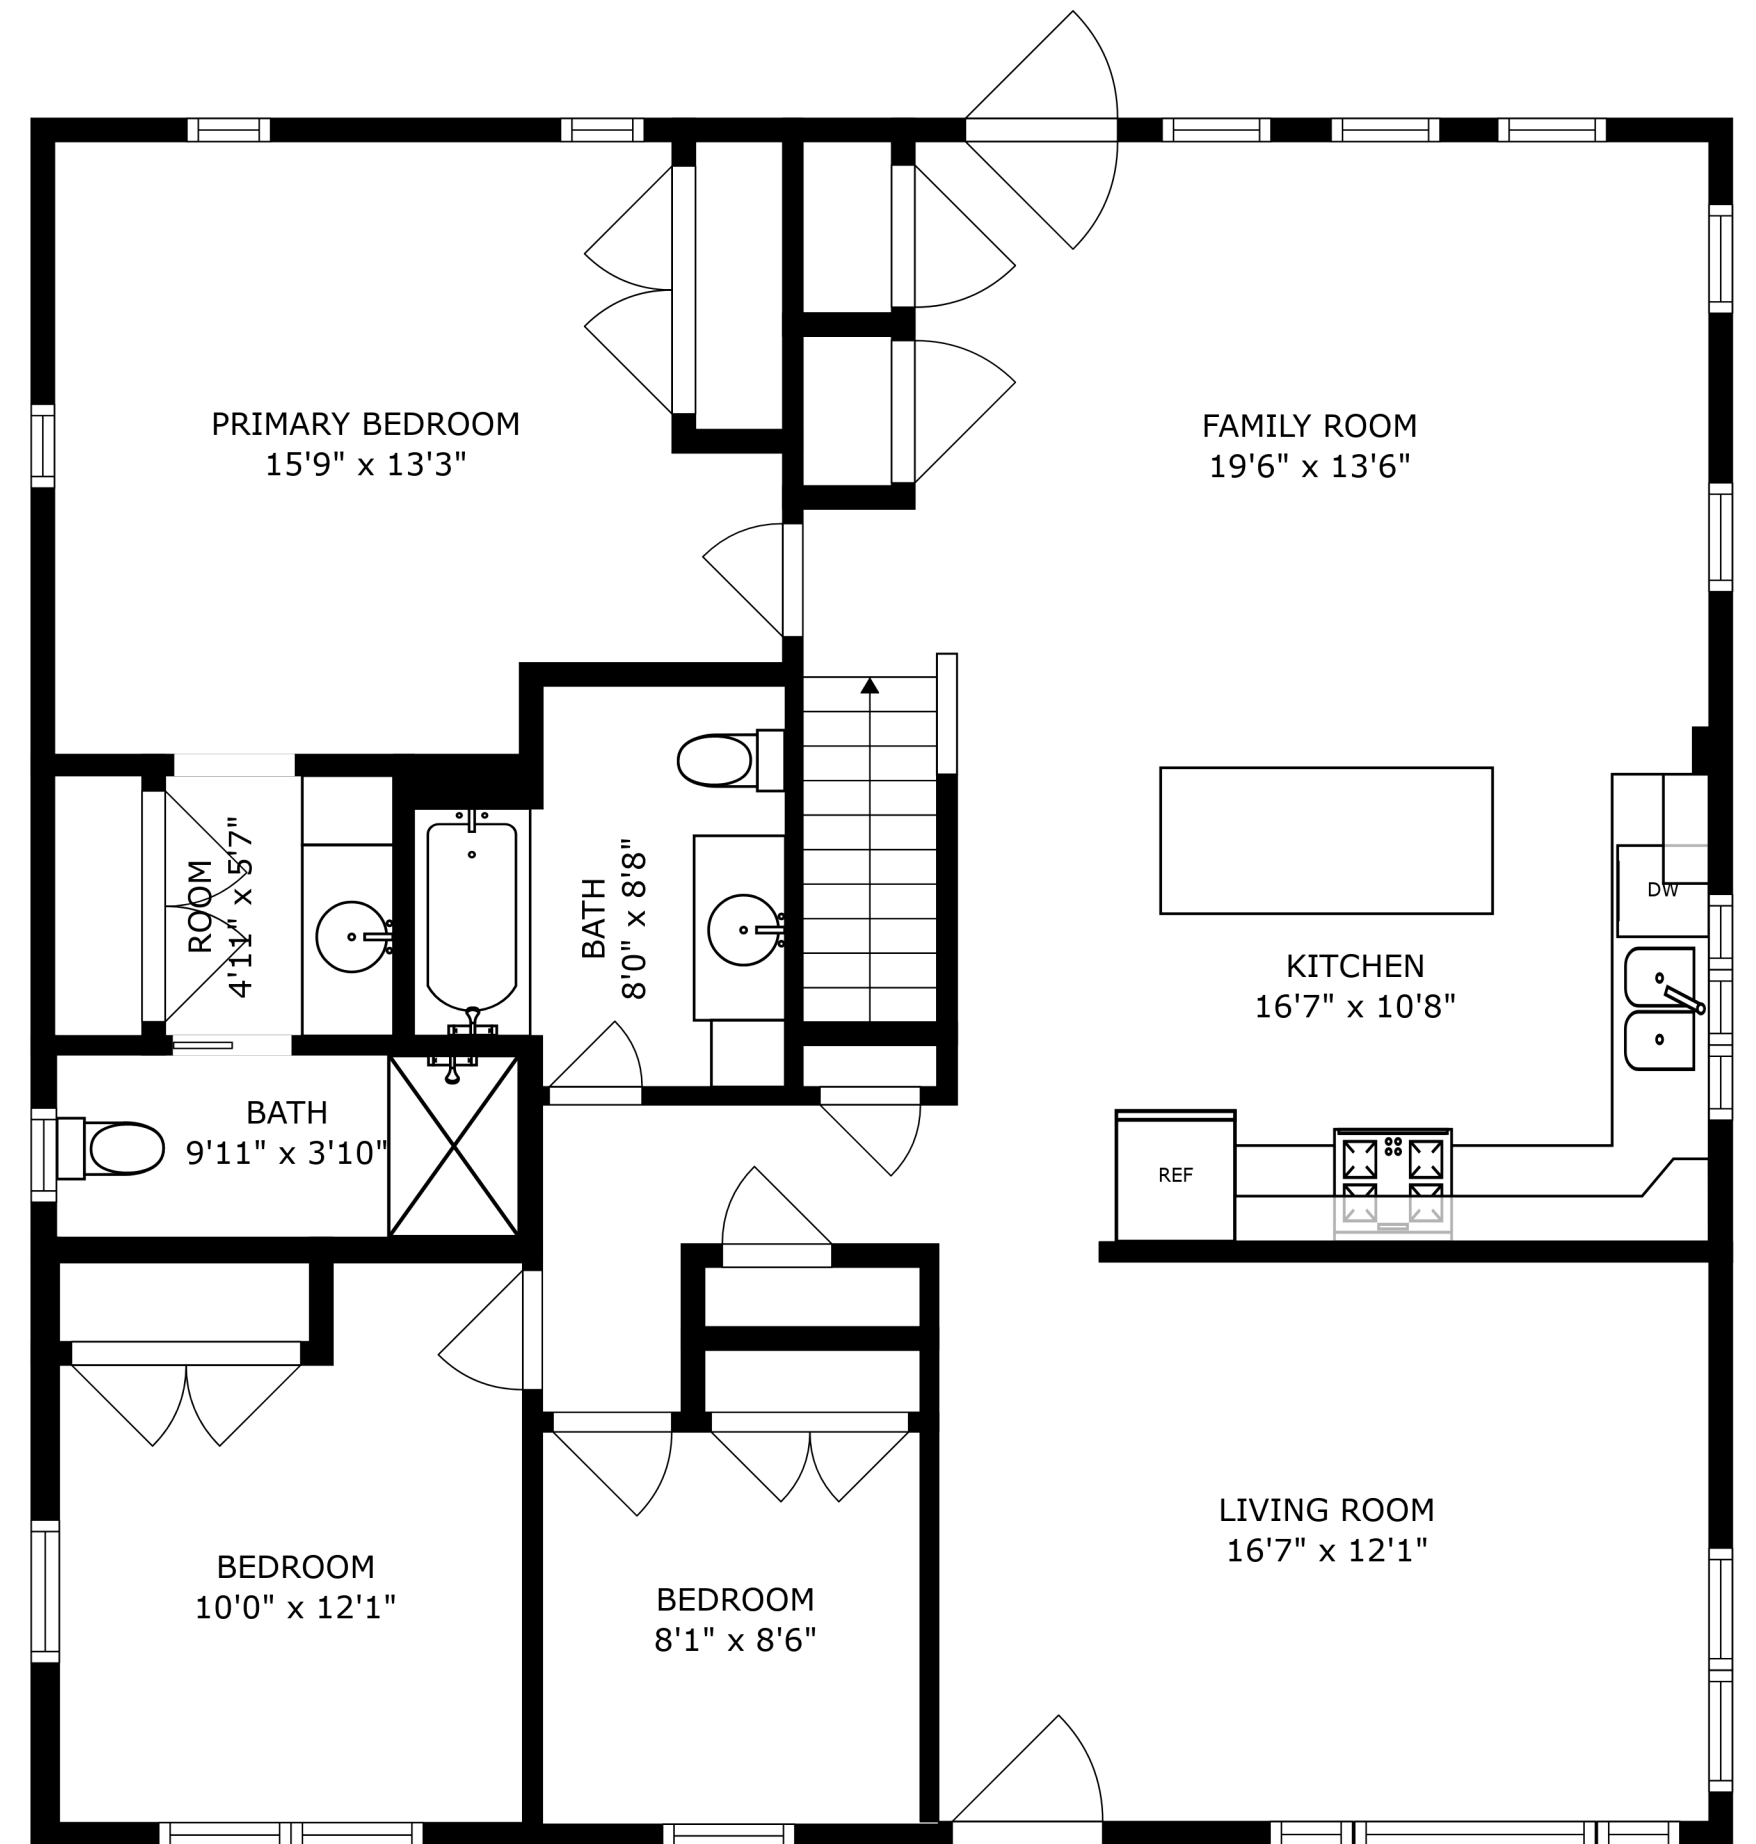 PRIMARY BEDROOM
15'9" x 13'3"
FAMILY ROOM
19'6" x 13'6"
ROOM
4'11" x 5'7"
BATH
8'0" x 8'8"
DW
KITCHEN
16'7" x 10'8"
BATH
9'11" x 3'10"
REF
LIVING ROOM
16'7" x 12'1"
BEDROOM
10'0" x 12'1"
BEDROOM
8'1" x 8'6"